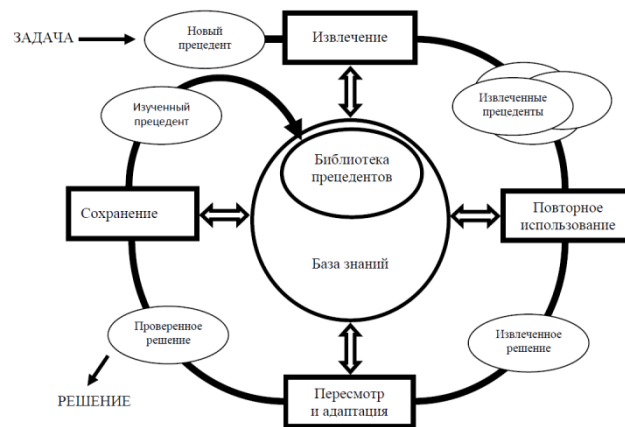 ЗАДАЧА
Новый
прецедент
Извлечение
Изученный
прецедент
Извлеченные
прецеденты
Библиотека
прецедентов
Сохранение
Повторное
использование
База знаний
Проверенное
решение
Извлеченное
решение
Пересмотр
и адаптация
РЕШЕНИЕ